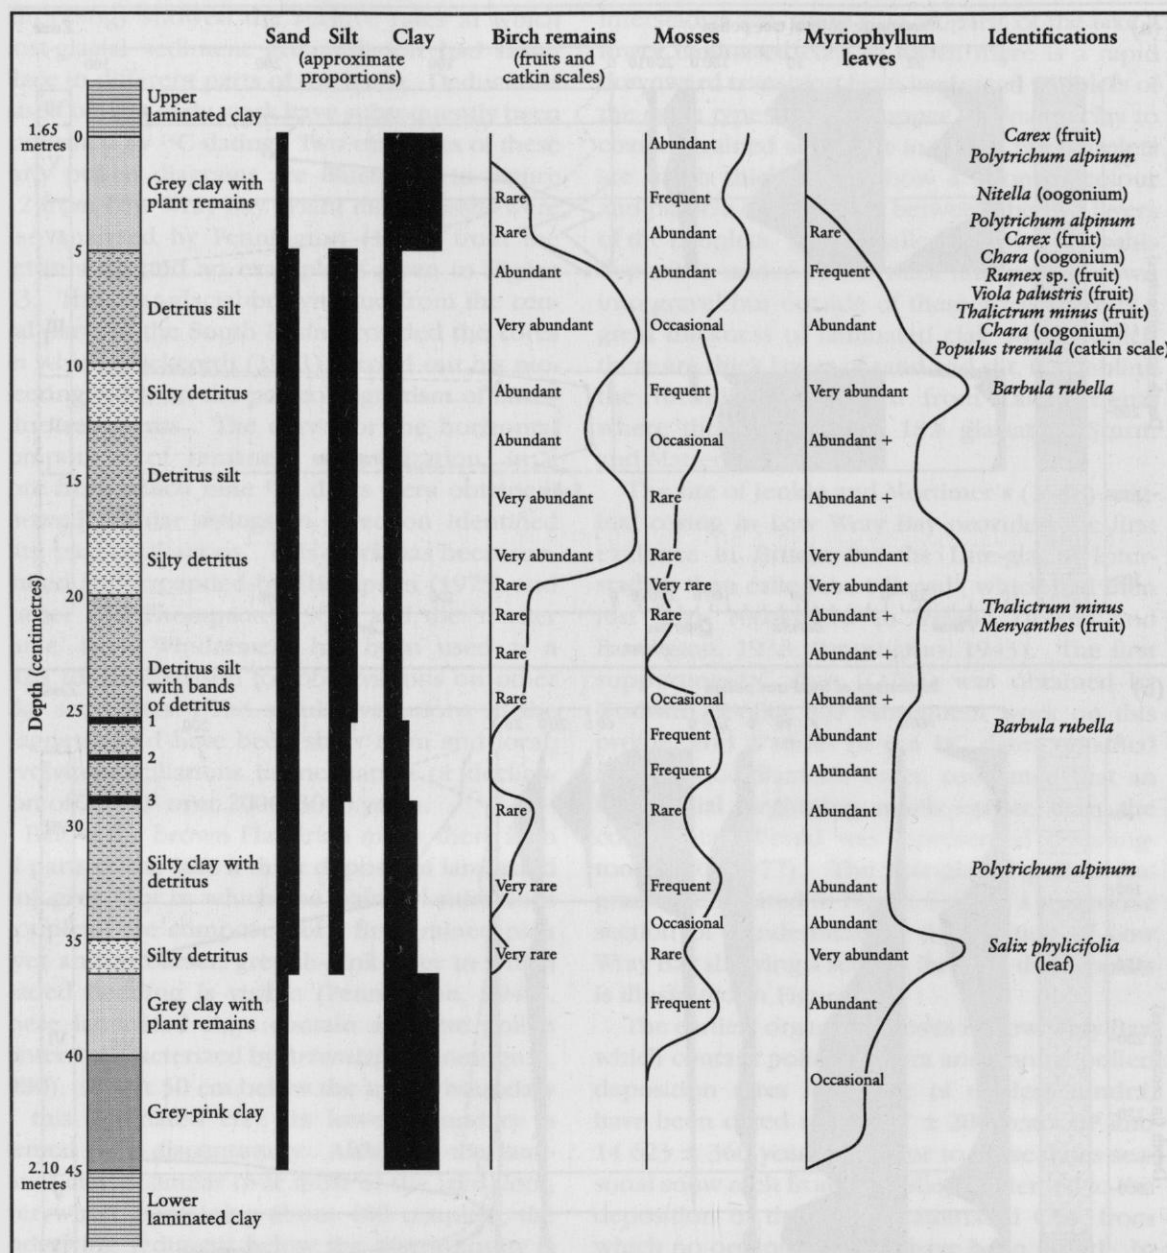 Sand Silt Clay
(approximate
proportions)
Birch remains
(fruits and
catkin scales)
Mosses
Myriophyllum
leaves
Identifications
Depth (centimetres)
1.65
metres
0
5
10
15
20
25
30
35
40
45
2.10
metres
1
2
3
Upper
laminated clay
Grey clay with
plant remains
Detritus silt
Silty detritus
Detritus silt
Silty detritus
Detritus silt
with bands
of detritus
Silty clay with
detritus
Silty detritus
Grey clay with
plant remains
Grey-pink clay
Lower
laminated clay
Rare
Rare
Abundant
Very abundant
Abundant
Abundant
Very abundant
Very abundant
Rare
Rare
Rare
Rare
Rare
Very rare
Very rare
Abundant
Frequent
Abundant
Abundant
Occasional
Frequent
Occasional
Rare
Rare
Very rare
Rare
Occasional
Frequent
Frequent
Rare
Frequent
Occasional
Rare
Frequent
Rare
Frequent
Abundant
Very abundant
Abundant +
Abundant +
Very abundant
Very abundant
Abundant +
Abundant
Abundant +
Abundant
Abundant
Abundant
Abundant
Abundant
Very abundant
Abundant
Occasional
Carex (fruit)
Polytrichum alpinum
Nitella (oogonium)
Polytrichum alpinum
Carex (fruit)
Chara (oogonium)
Rumex sp. (fruit)
Viola palustris (fruit)
Thalictrum minus (fruit)
Chara (oogonium)
Populus tremula (catkin scale)
Barbula rubella
Thalictrum minus
Menyanthes (fruit)
Barbula rubella
Polytrichum alpinum
Salix phylicifolia
(leaf)